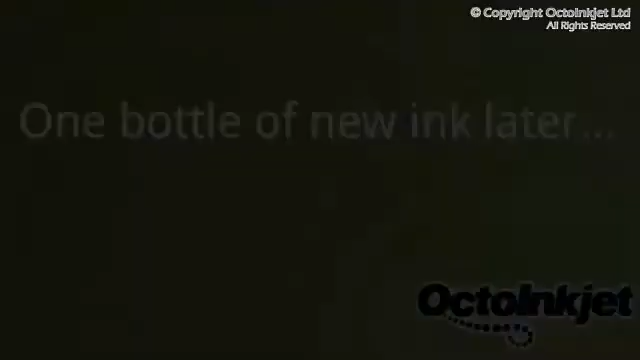 © Copyright OctoInkjet Ltd
All Rights Reserved
One bottle of new ink later...
OctoInkjet